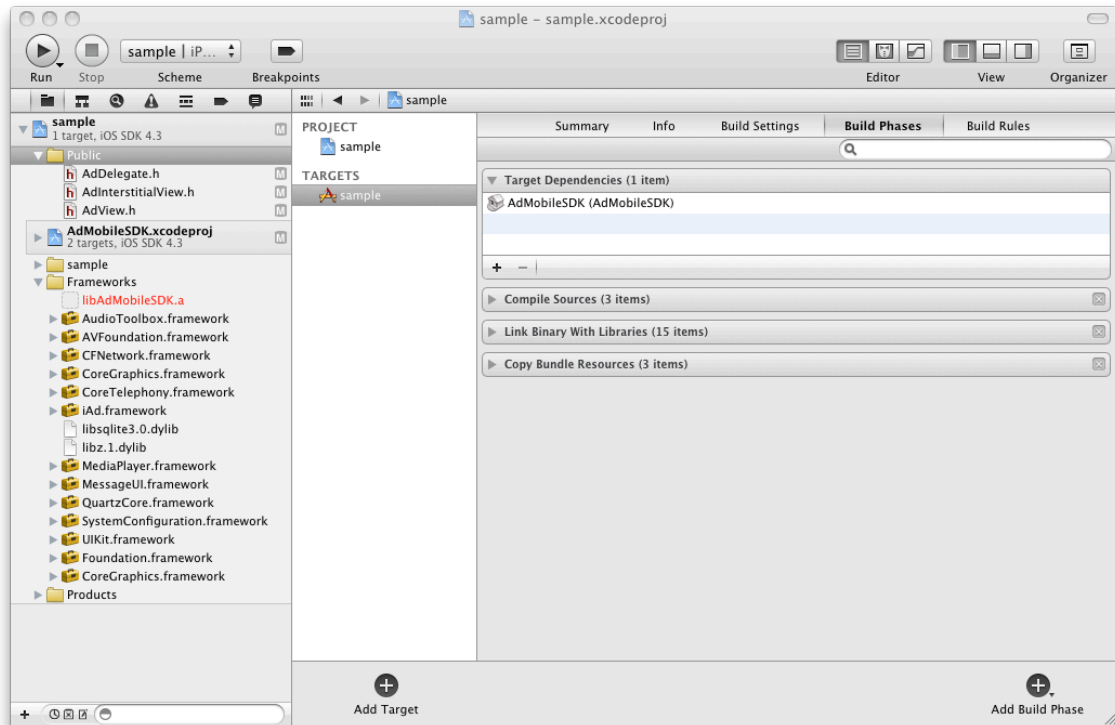 sample – sample.xcodeproj
sample | iP...
Run Stop Scheme Breakpoints Editor View Organizer
sample
1 target, iOS SDK 4.3
M
Public
h AdDelegate.h M
h AdInterstitialView.h M
h AdView.h M
AdMobileSDK.xcodeproj
2 targets, iOS SDK 4.3
M
sample
Frameworks
libAdMobileSDK.a
AudioToolbox.framework
AVFoundation.framework
CFNetwork.framework
CoreGraphics.framework
CoreTelephony.framework
iAd.framework
libsqlite3.0.dylib
libz.1.dylib
MediaPlayer.framework
MessageUI.framework
QuartzCore.framework
SystemConfiguration.framework
UIKit.framework
Foundation.framework
CoreGraphics.framework
Products
sample
PROJECT
sample
TARGETS
sample
Summary Info Build Settings Build Phases Build Rules
Target Dependencies (1 item)
AdMobileSDK (AdMobileSDK)
Compile Sources (3 items)
Link Binary With Libraries (15 items)
Copy Bundle Resources (3 items)
Add Target
Add Build Phase